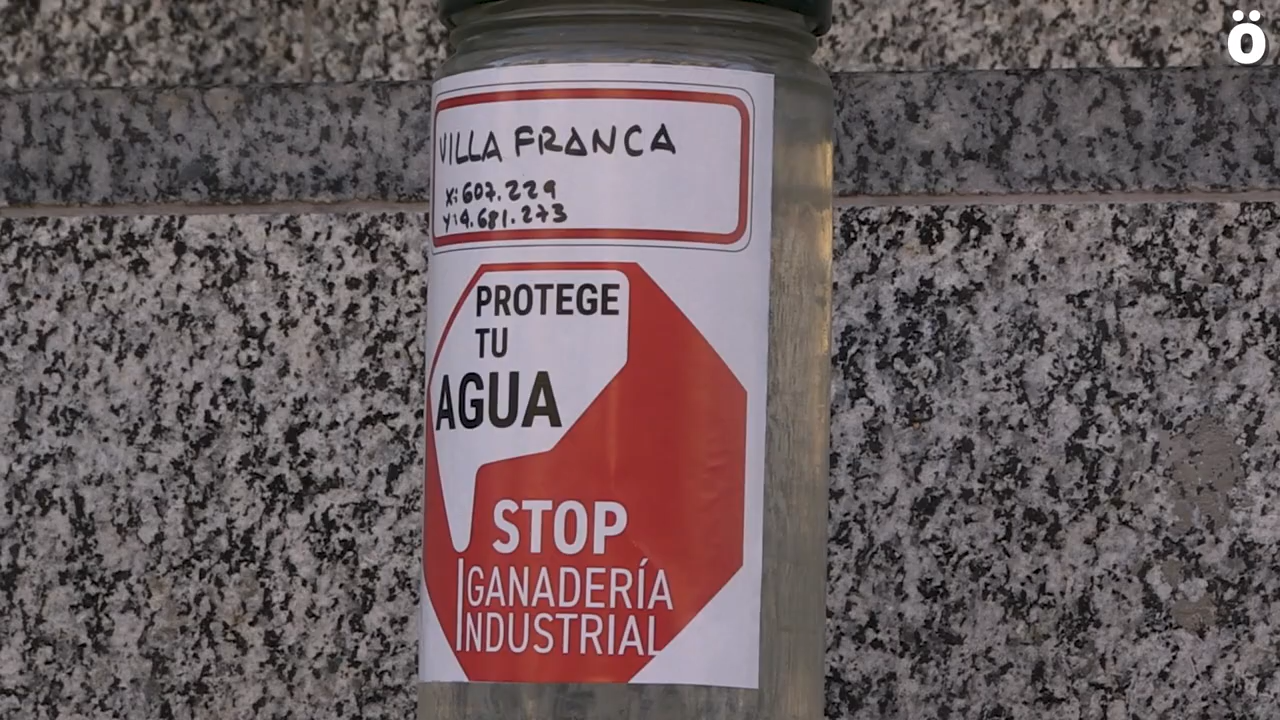 ö
VILLA FRANCA
X: 607.229
Y: 4.681.273
PROTEGE
TU
AGUA
STOP
GANADERÍA
INDUSTRIAL